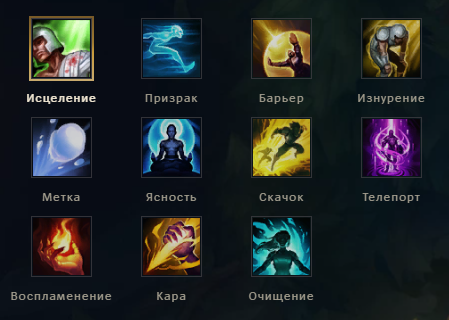 Исцеление Призрак Барьер Изнурение
Метка Ясность Скачок Телепорт
Воспламенение Кара Очищение